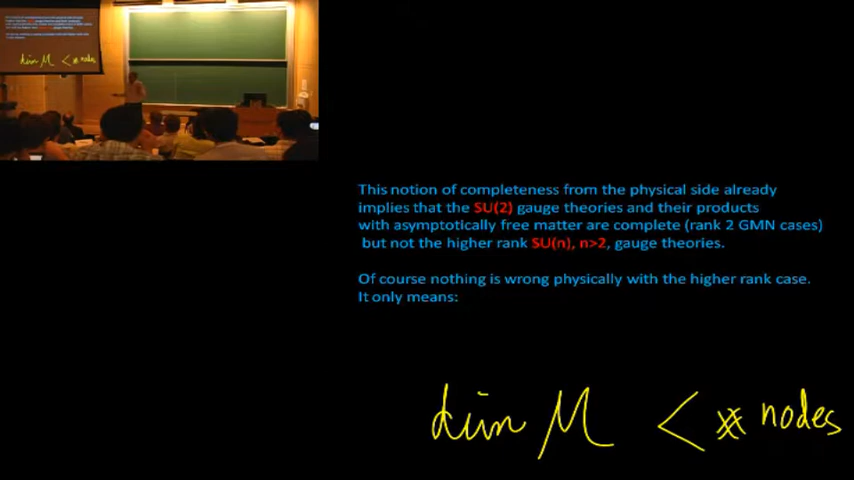 This notion of completeness from the physical side already
implies that the SU(2) gauge theories and their products
with asymptotically free matter are complete (rank 2 GMN cases)
but not the higher rank SU(n), n>2, gauge theories.
Of course nothing is wrong physically with the higher rank case.
It only means:
dim M < # nodes